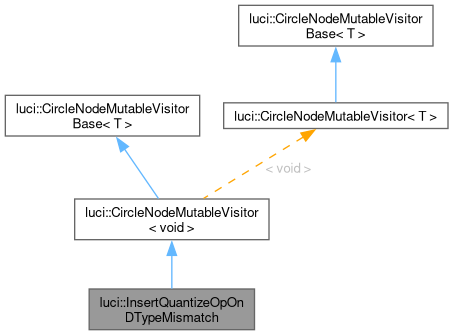 luci::CircleNodeMutableVisitor
Base< T >
luci::CircleNodeMutableVisitor
Base< T >
luci::CircleNodeMutableVisitor< T >
< void >
luci::CircleNodeMutableVisitor
< void >
luci::InsertQuantizeOpOn
DTypeMismatch